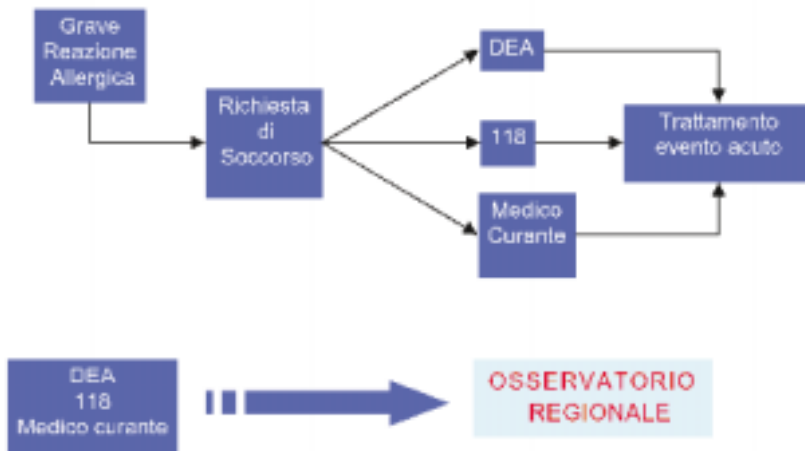 Grave
Reazione
Allergica
Richiesta
di
Soccorso
DEA
118
Medico
Curante
Trattamento
evento acuto
DEA
118
Medico curante
OSSERVATORIO
REGIONALE